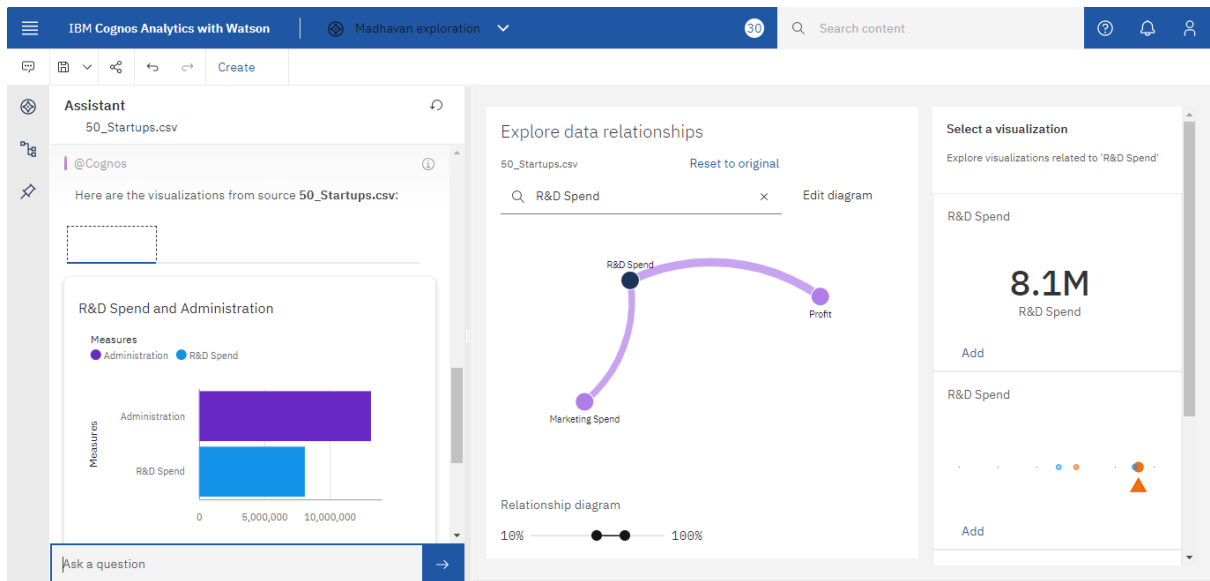 IBM Cognos Analytics with Watson
Madhavan exploration
30
Search content
Create
Assistant
50_Startups.csv
@Cognos
Here are the visualizations from source 50_Startups.csv:
R&D Spend and Administration
Measures
Administration R&D Spend
Measures
Administration
R&D Spend
0 5,000,000 10,000,000
Ask a question
Explore data relationships
50_Startups.csv Reset to original
R&D Spend Edit diagram
R&D Spend
Profit
Marketing Spend
Relationship diagram
10% 100%
Select a visualization
Explore visualizations related to 'R&D Spend'
R&D Spend
8.1M
R&D Spend
Add
R&D Spend
Add